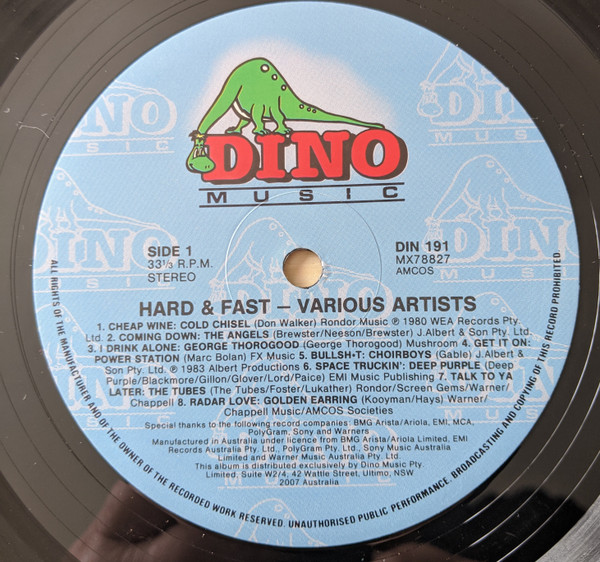 DINO
MUSIC
SIDE 1
33⅓ R.P.M.
STEREO
DIN 191
MX78827
AMCOS
HARD & FAST – VARIOUS ARTISTS
1. CHEAP WINE: COLD CHISEL (Don Walker) Rondor Music ℗ 1980 WEA Records Pty.
Ltd. 2. COMING DOWN: THE ANGELS (Brewster/Neeson/Brewster) J.Albert & Son Pty. Ltd.
3. I DRINK ALONE: GEORGE THOROGOOD (George Thorogood) Mushroom 4. GET IT ON:
POWER STATION (Marc Bolan) FX Music 5. BULLSH*T: CHOIRBOYS (Gable) J.Albert &
Son Pty. Ltd. ℗ 1983 Albert Productions 6. SPACE TRUCKIN': DEEP PURPLE (Deep
Purple/Blackmore/Gillon/Glover/Lord/Paice) EMI Music Publishing 7. TALK TO YA
LATER: THE TUBES (The Tubes/Foster/Lukather) Rondor/Screen Gems/Warner/
Chappell 8. RADAR LOVE: GOLDEN EARRING (Kooyman/Hays) Warner/
Chappell Music/AMCOS Societies
Special thanks to the following record companies: BMG Arista/Ariola, EMI, MCA,
PolyGram, Sony and Warners
Manufactured in Australia under licence from BMG Arista/Ariola Limited, EMI
Records Australia Pty. Ltd., PolyGram Pty. Ltd., Sony Music Australia
Limited and Warner Music Australia Pty. Ltd.
This album is distributed exclusively by Dino Music Pty.
Limited, Suite W2/4, 42 Wattle Street, Ultimo, NSW
2007 Australia
ALL RIGHTS OF THE MANUFACTURER AND OF THE OWNER OF THE RECORDED WORK RESERVED. UNAUTHORISED PUBLIC PERFORMANCE, BROADCASTING AND COPYING OF THIS RECORD PROHIBITED
DINO
MUSIC
DINO
MUSIC
DINO
MUSIC
DINO
MUSIC